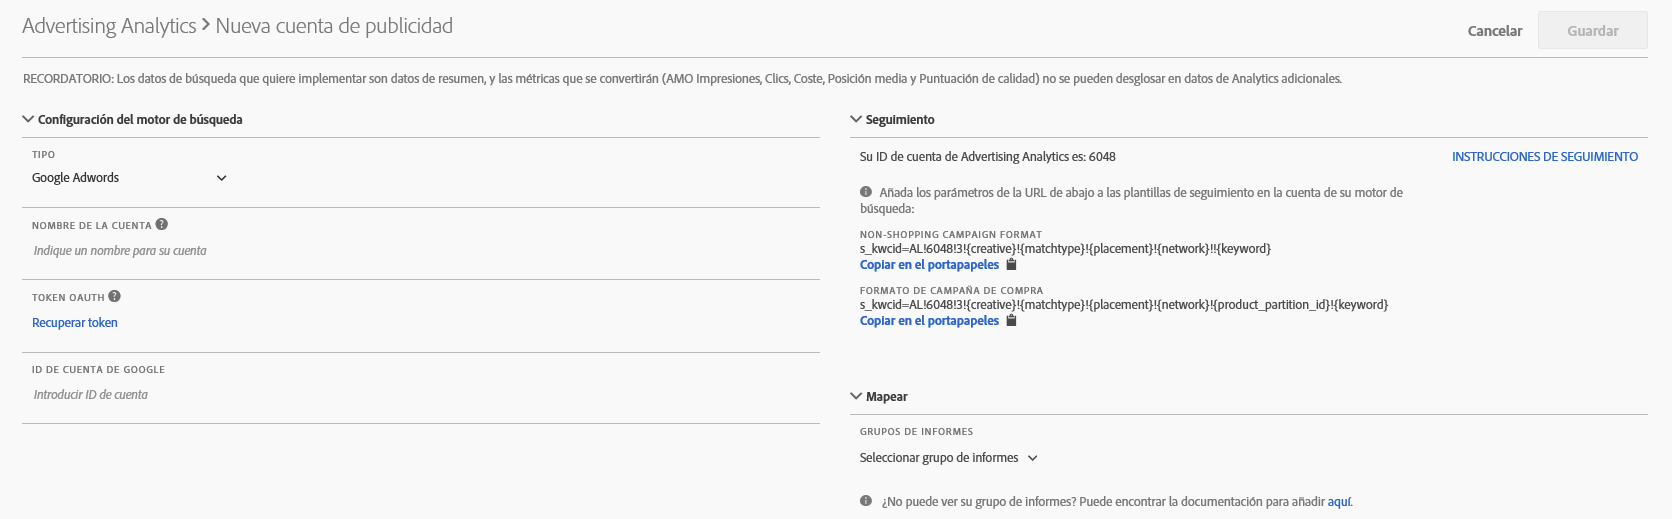 Advertising Analytics > Nueva cuenta de publicidad
Cancelar
Guardar
RECORDATORIO: Los datos de búsqueda que quiere implementar son datos de resumen, y las métricas que se convertirán (AMO Impresiones, Clics, Coste, Posición media y Puntuación de calidad) no se pueden desglosar en datos de Analytics adicionales.
Configuración del motor de búsqueda
TIPO
Google Adwords
NOMBRE DE LA CUENTA
Indique un nombre para su cuenta
TOKEN OAUTH
Recuperar token
ID DE CUENTA DE GOOGLE
Introducir ID de cuenta
Seguimiento
Su ID de cuenta de Advertising Analytics es: 6048
INSTRUCCIONES DE SEGUIMIENTO
Añada los parámetros de la URL de abajo a las plantillas de seguimiento en la cuenta de su motor de
búsqueda:
NON-SHOPPING CAMPAIGN FORMAT
s_kwcid=AL!6048!3!{creative}!{matchtype}!{placement}!{network}!!{keyword}
Copiar en el portapapeles
FORMATO DE CAMPAÑA DE COMPRA
s_kwcid=AL!6048!3!{creative}!{matchtype}!{placement}!{network}!{product_partition_id}!{keyword}
Copiar en el portapapeles
Mapear
GRUPOS DE INFORMES
Seleccionar grupo de informes
¿No puede ver su grupo de informes? Puede encontrar la documentación para añadir aquí.